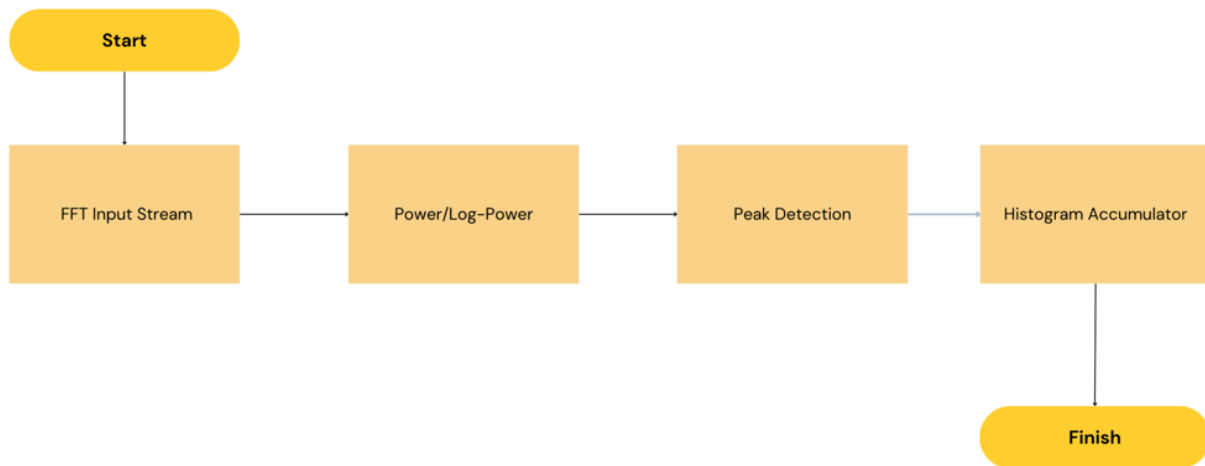 Start
FFT Input Stream
Power/Log-Power
Peak Detection
Histogram Accumulator
Finish